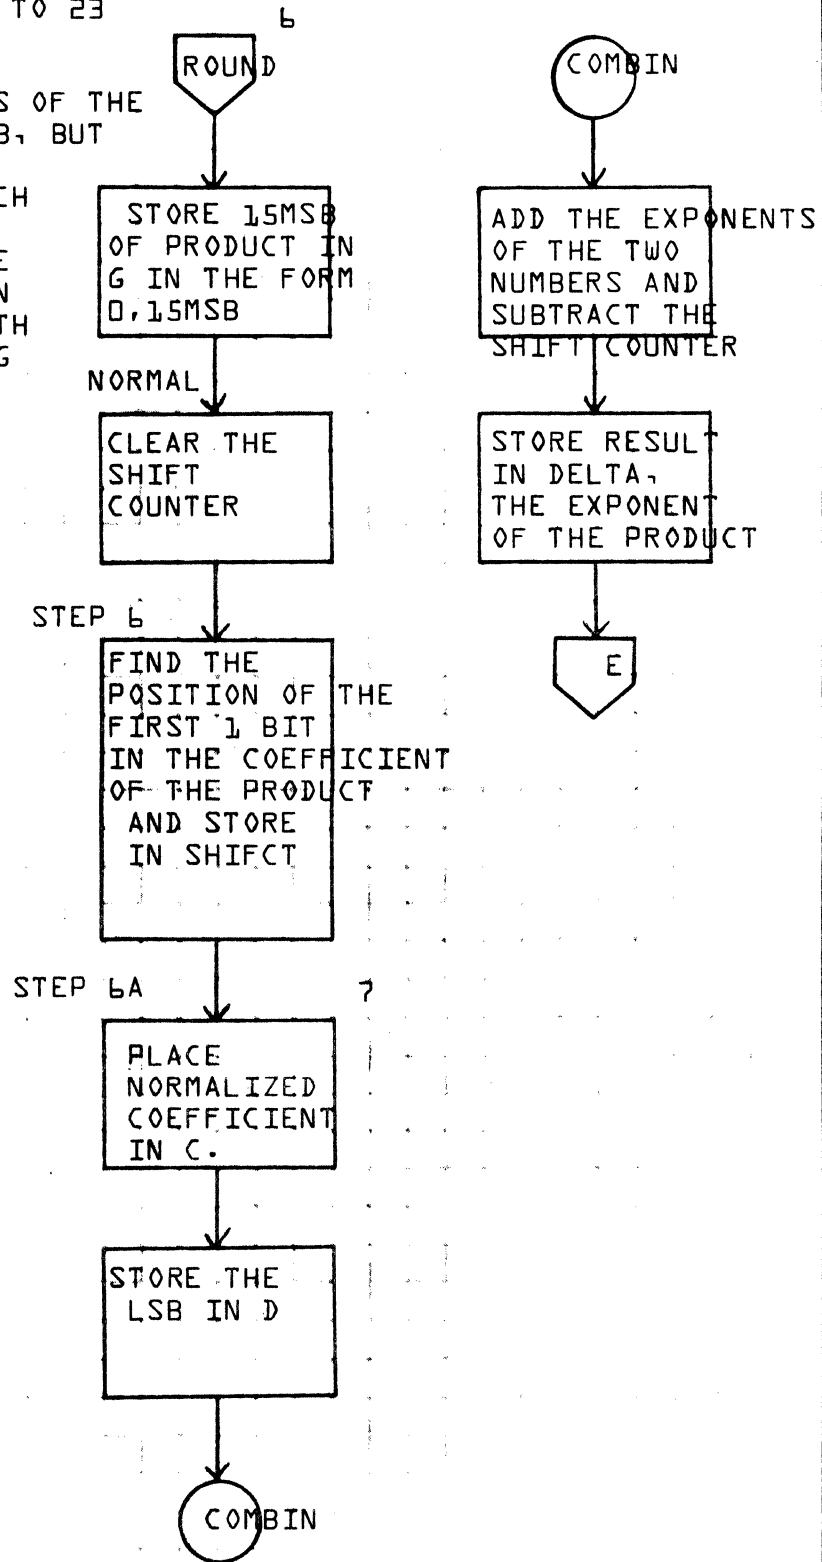 TO 23
S OF THE
B, BUT
CH
E
N
TH
G
6
ROUND
STORE 15MSB
OF PRODUCT IN
G IN THE FORM
0,15MSB
NORMAL
CLEAR THE
SHIFT
COUNTER
STEP 6
FIND THE
POSITION OF THE
FIRST 1 BIT
IN THE COEFFICIENT
OF THE PRODUCT
AND STORE
IN SHIFCT
STEP 6A
7
PLACE
NORMALIZED
COEFFICIENT
IN C.
STORE THE
LSB IN D
COMBIN
COMBIN
ADD THE EXPONENTS
OF THE TWO
NUMBERS AND
SUBTRACT THE
SHIFT COUNTER
STORE RESULT
IN DELTA,
THE EXPONENT
OF THE PRODUCT
E